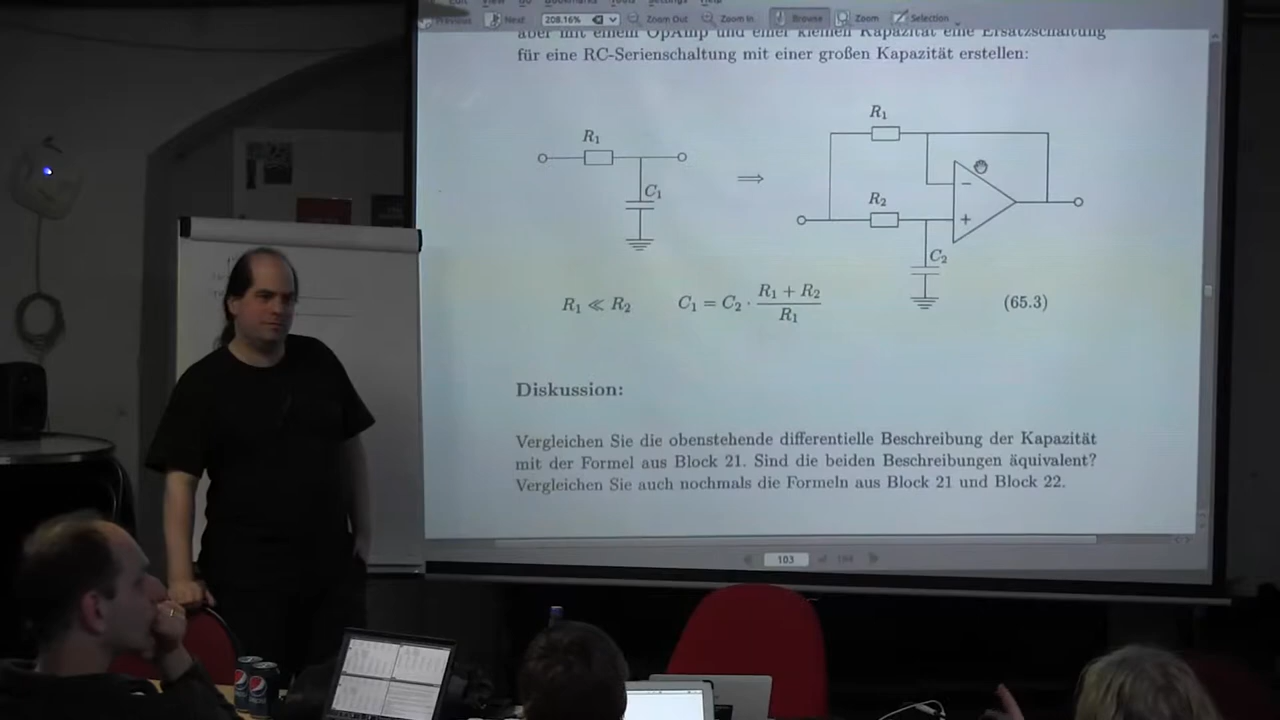 Previous Next 208.16% Zoom Out Zoom In Browse Zoom Selection
aber mit einem OpAmp und einer kleinen Kapazität eine Ersatzschaltung
für eine RC-Serienschaltung mit einer großen Kapazität erstellen:
R₁
C₁
⟹
R₁
R₂
−
+
C₂
R₁ ≪ R₂ C₁ = C₂ · (R₁ + R₂)/R₁ (65.3)
Diskussion:
Vergleichen Sie die obenstehende differentielle Beschreibung der Kapazität
mit der Formel aus Block 21. Sind die beiden Beschreibungen äquivalent?
Vergleichen Sie auch nochmals die Formeln aus Block 21 und Block 22.
103